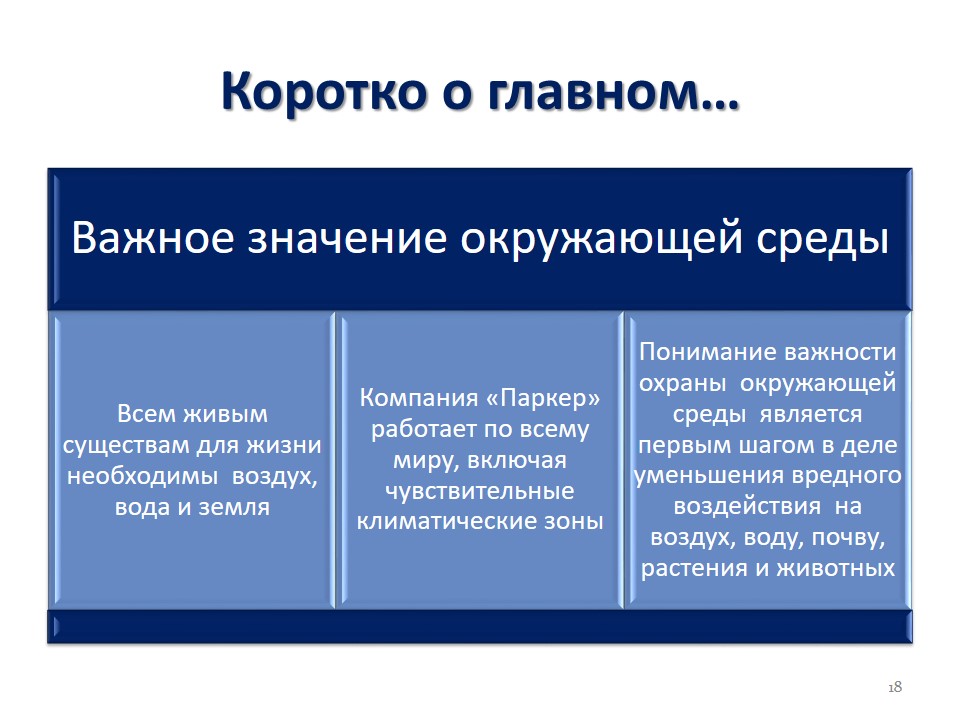 Коротко о главном…
Важное значение окружающей среды
Всем живым
существам для жизни
необходимы  воздух,
вода и земля
Компания «Паркер»
работает по всему
миру, включая
чувствительные
климатические зоны
Понимание важности
охраны  окружающей
среды  является
первым шагом в деле
уменьшения вредного
воздействия  на
воздух, воду, почву,
растения и животных
18